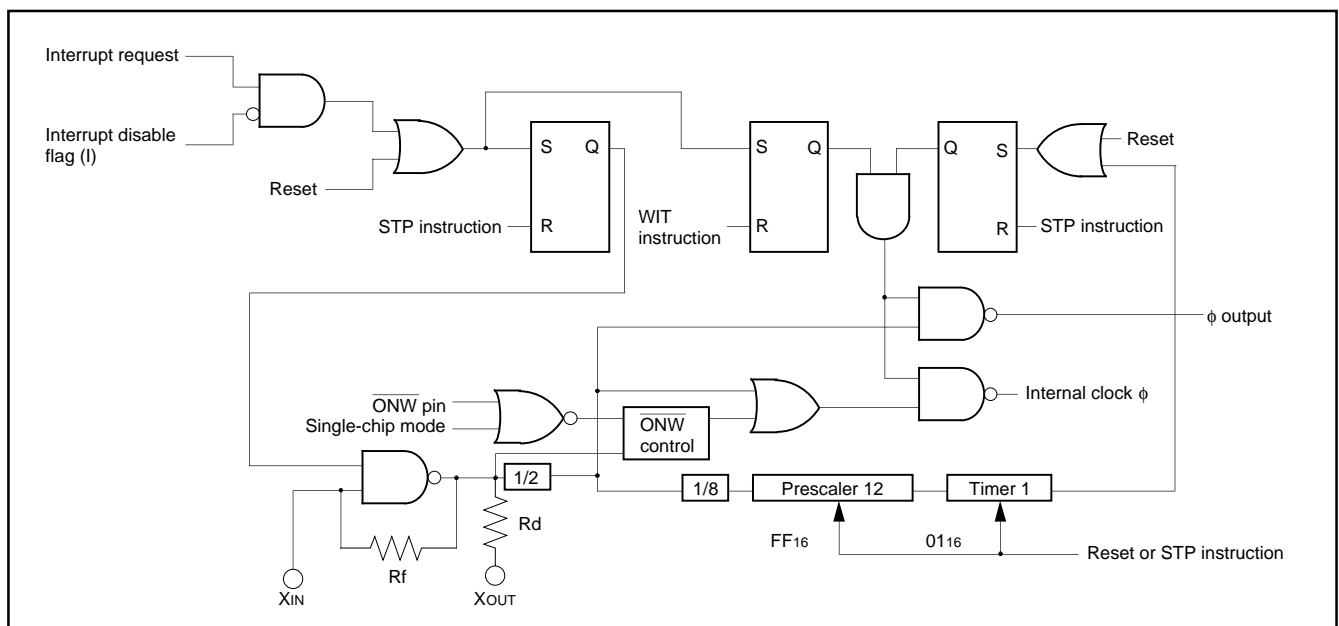 Interrupt request
Interrupt disable
flag (I)
Reset
S Q
R
STP instruction
S Q
R
WIT
instruction
Q S
R
Reset
STP instruction
ϕ output
Internal clock ϕ
O̅N̅W̅ pin
Single-chip mode
O̅N̅W̅
control
1/2
1/8
Prescaler 12
Timer 1
Rd
Rf
FF16
0116
Reset or STP instruction
XIN
XOUT